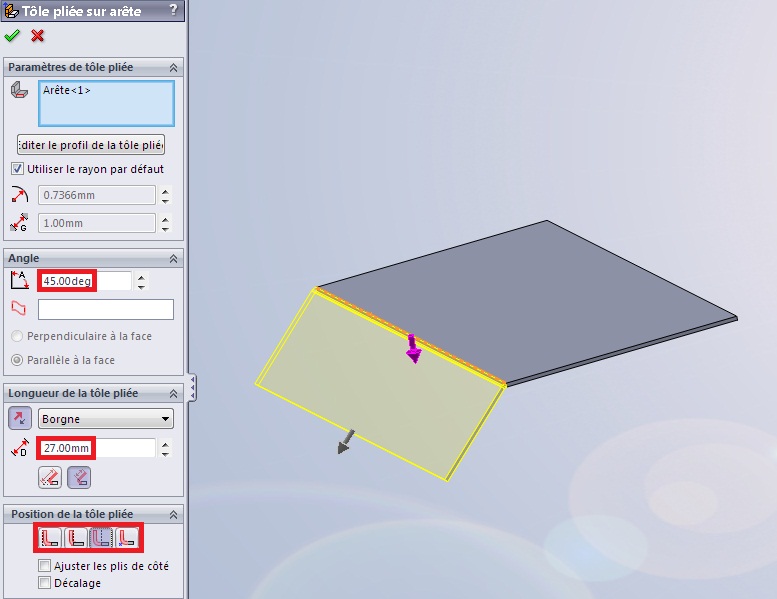 Tôle pliée sur arête ?
Paramètres de tôle pliée
Arête<1>
Editer le profil de la tôle pliée
Utiliser le rayon par défaut
0.7366mm
G
1.00mm
Angle
A
45.00deg
Perpendiculaire à la face
Parallèle à la face
Longueur de la tôle pliée
Borgne
D
27.00mm
Position de la tôle pliée
Ajuster les plis de côté
Décalage